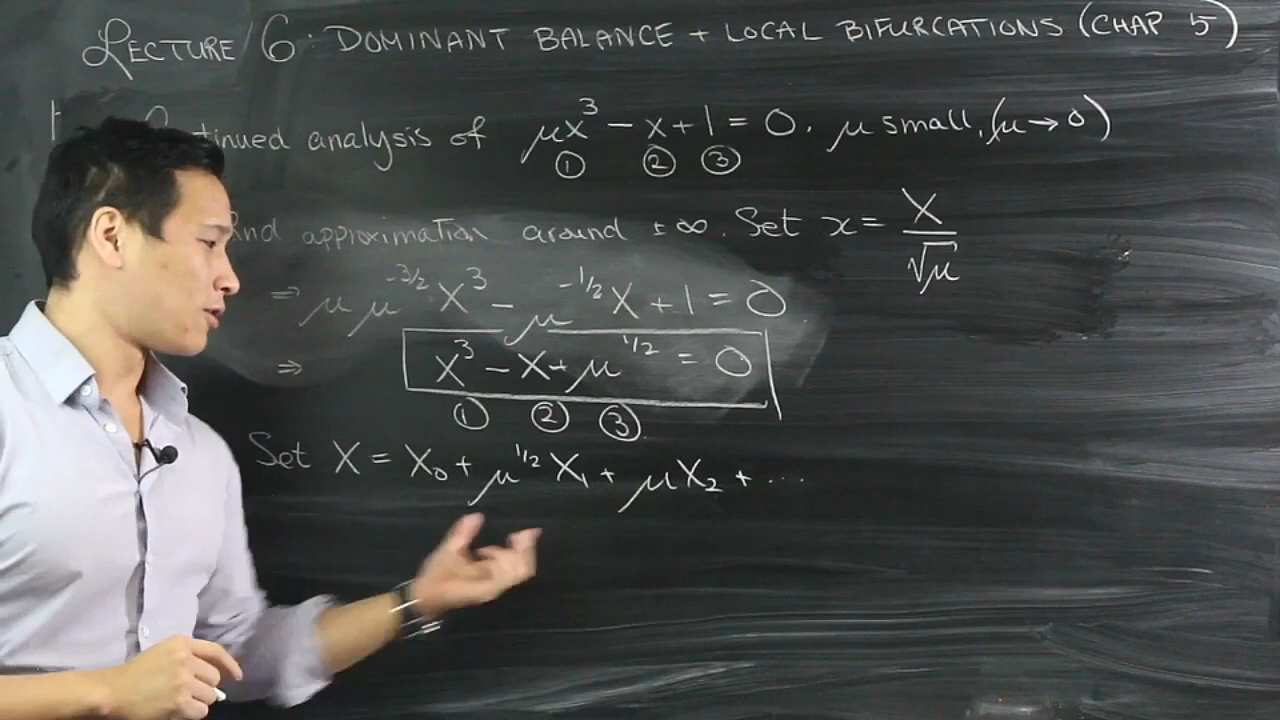 LECTURE 6: DOMINANT BALANCE + LOCAL BIFURCATIONS (CHAP 5)
analysis of μx³ - x + 1 = 0. μ small, (μ → 0)
① ② ③
approximation around ±∞. Set x = X/√μ
⇒ μ μ^{-3/2} X³ - μ^{-1/2} X + 1 = 0
⇒ X³ - X + μ^{1/2} = 0
① ② ③
Set X = X₀ + μ^{1/2} X₁ + μX₂ + ...